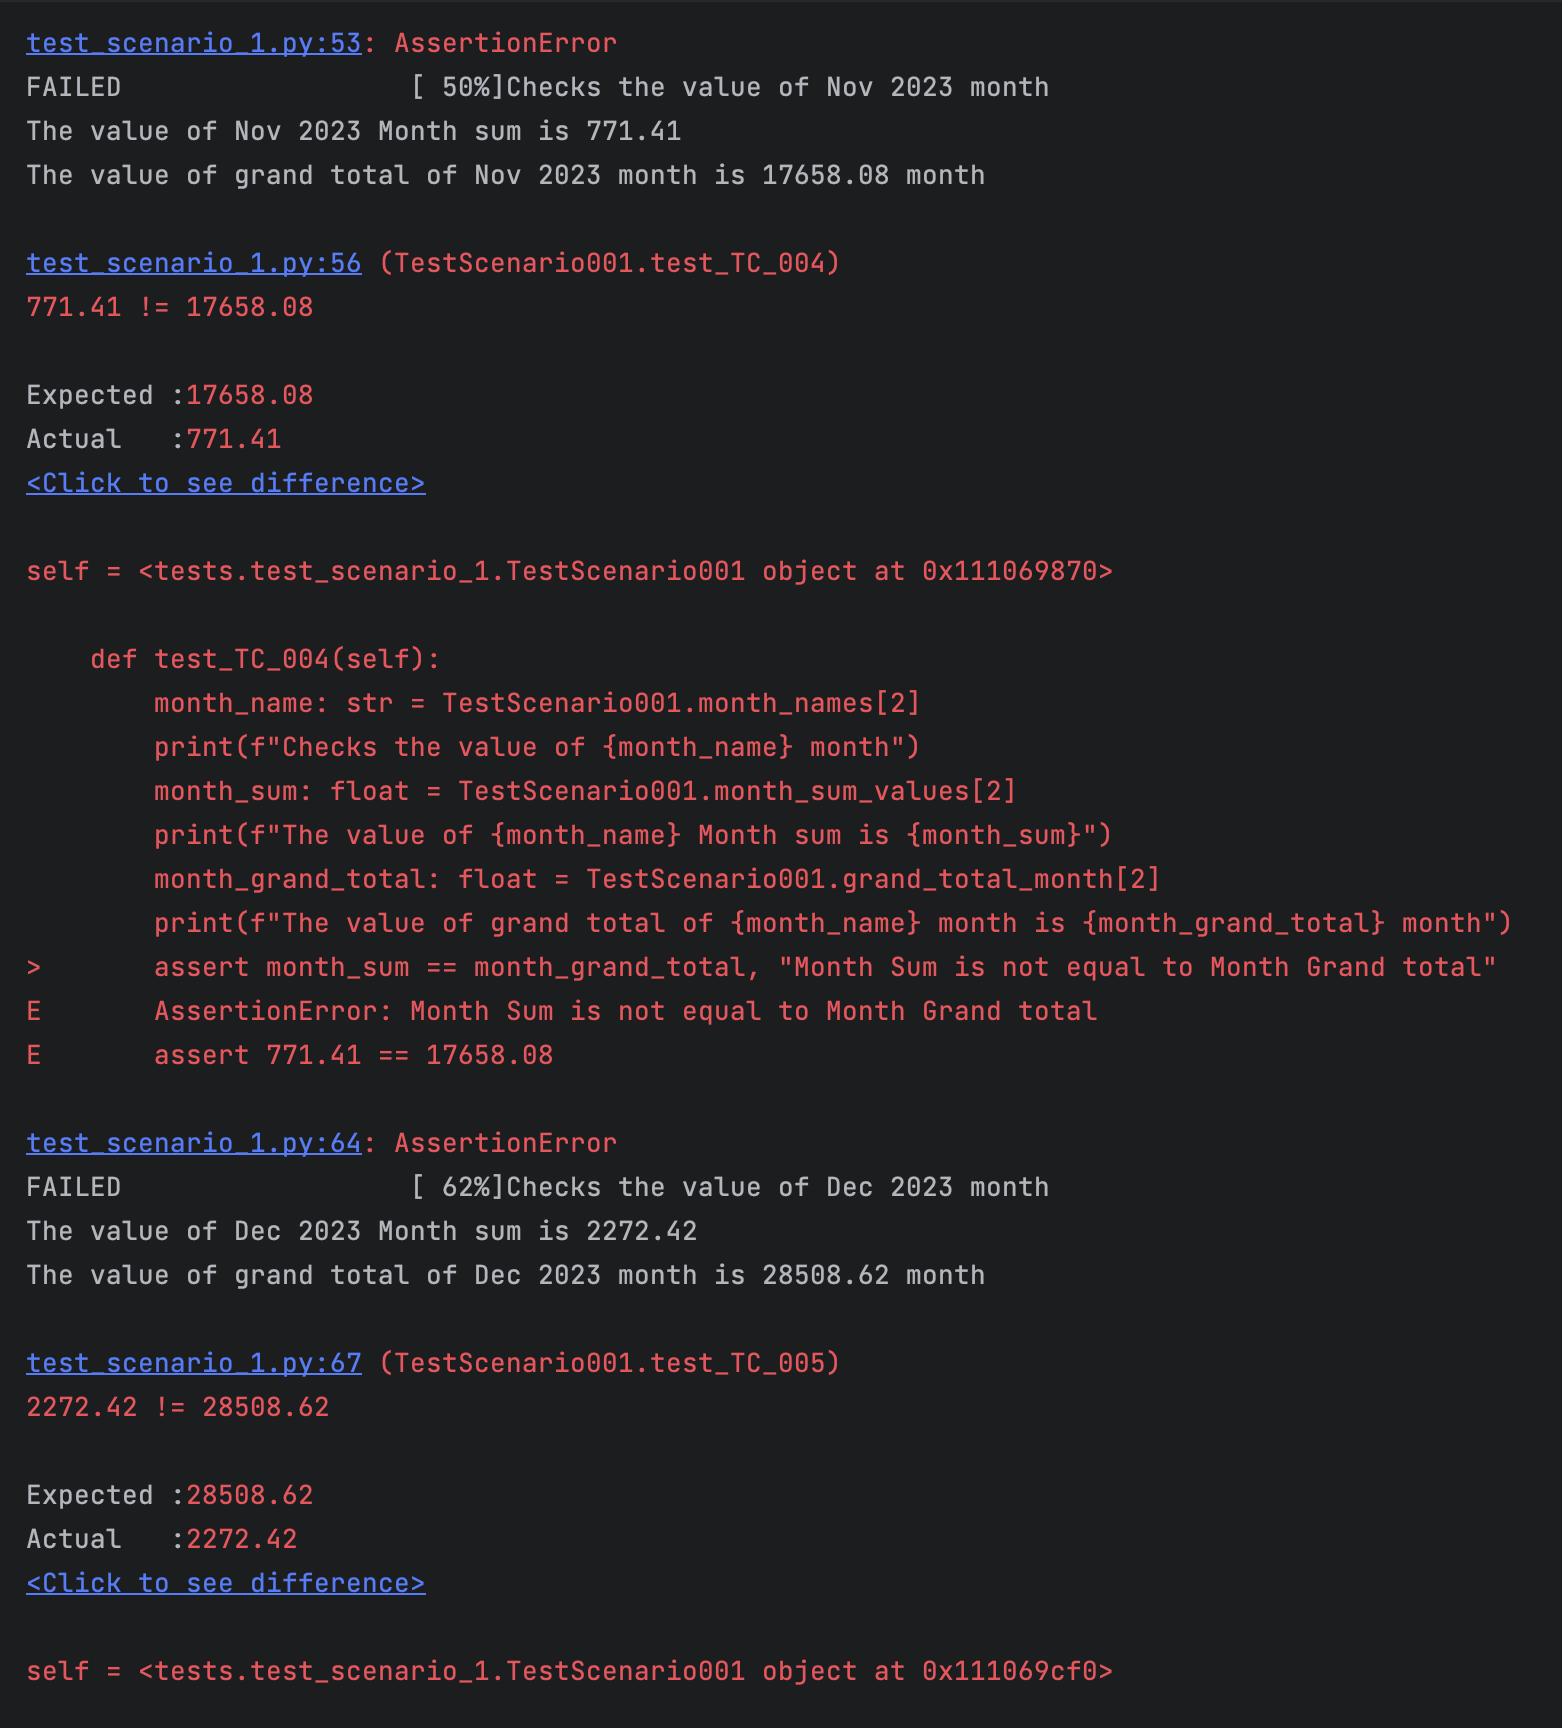 test_scenario_1.py:53: AssertionError
FAILED                  [ 50%]Checks the value of Nov 2023 month
The value of Nov 2023 Month sum is 771.41
The value of grand total of Nov 2023 month is 17658.08 month

test_scenario_1.py:56 (TestScenario001.test_TC_004)
771.41 != 17658.08

Expected :17658.08
Actual   :771.41
<Click to see difference>

self = <tests.test_scenario_1.TestScenario001 object at 0x111069870>

    def test_TC_004(self):
        month_name: str = TestScenario001.month_names[2]
        print(f"Checks the value of {month_name} month")
        month_sum: float = TestScenario001.month_sum_values[2]
        print(f"The value of {month_name} Month sum is {month_sum}")
        month_grand_total: float = TestScenario001.grand_total_month[2]
        print(f"The value of grand total of {month_name} month is {month_grand_total} month")
>       assert month_sum == month_grand_total, "Month Sum is not equal to Month Grand total"
E       AssertionError: Month Sum is not equal to Month Grand total
E       assert 771.41 == 17658.08

test_scenario_1.py:64: AssertionError
FAILED                  [ 62%]Checks the value of Dec 2023 month
The value of Dec 2023 Month sum is 2272.42
The value of grand total of Dec 2023 month is 28508.62 month

test_scenario_1.py:67 (TestScenario001.test_TC_005)
2272.42 != 28508.62

Expected :28508.62
Actual   :2272.42
<Click to see difference>

self = <tests.test_scenario_1.TestScenario001 object at 0x111069cf0>